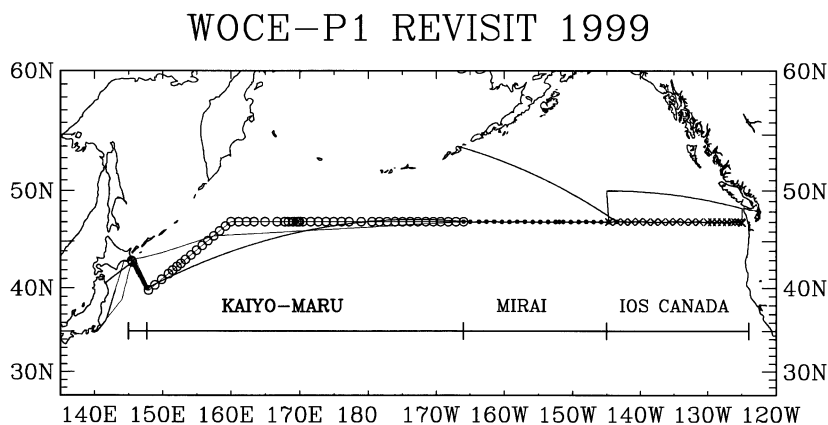 WOCE-P1 REVISIT 1999
60N 60N
50N 50N
40N 40N
KAIYO-MARU MIRAI IOS CANADA
30N 30N
140E 150E 160E 170E 180 170W 160W 150W 140W 130W 120W